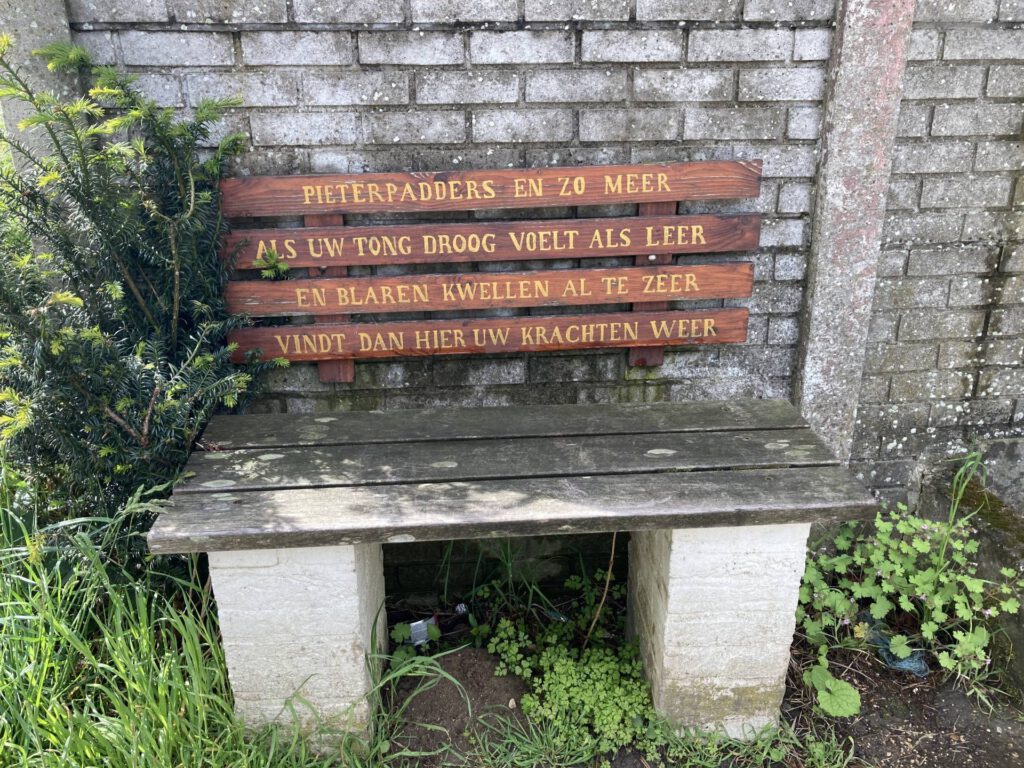 PIETERPADDERS EN ZO MEER
ALS UW TONG DROOG VOELT ALS LEER
EN BLAREN KWELLEN AL TE ZEER
VINDT DAN HIER UW KRACHTEN WEER